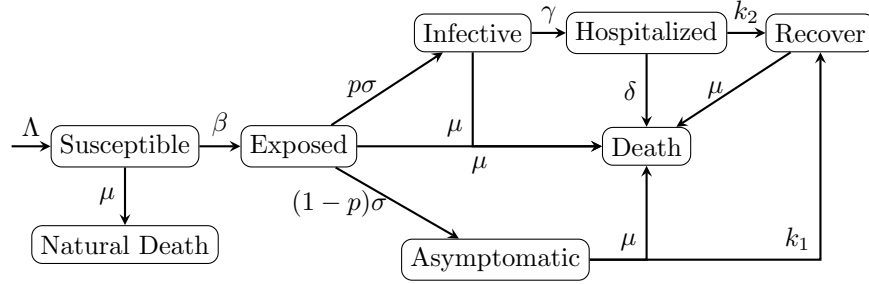 γ
k₂
Infective
Hospitalized
Recover
Λ
pσ
δ
μ
β
μ
Susceptible
Exposed
Death
μ
μ
(1 − p)σ
μ
k₁
Natural Death
Asymptomatic